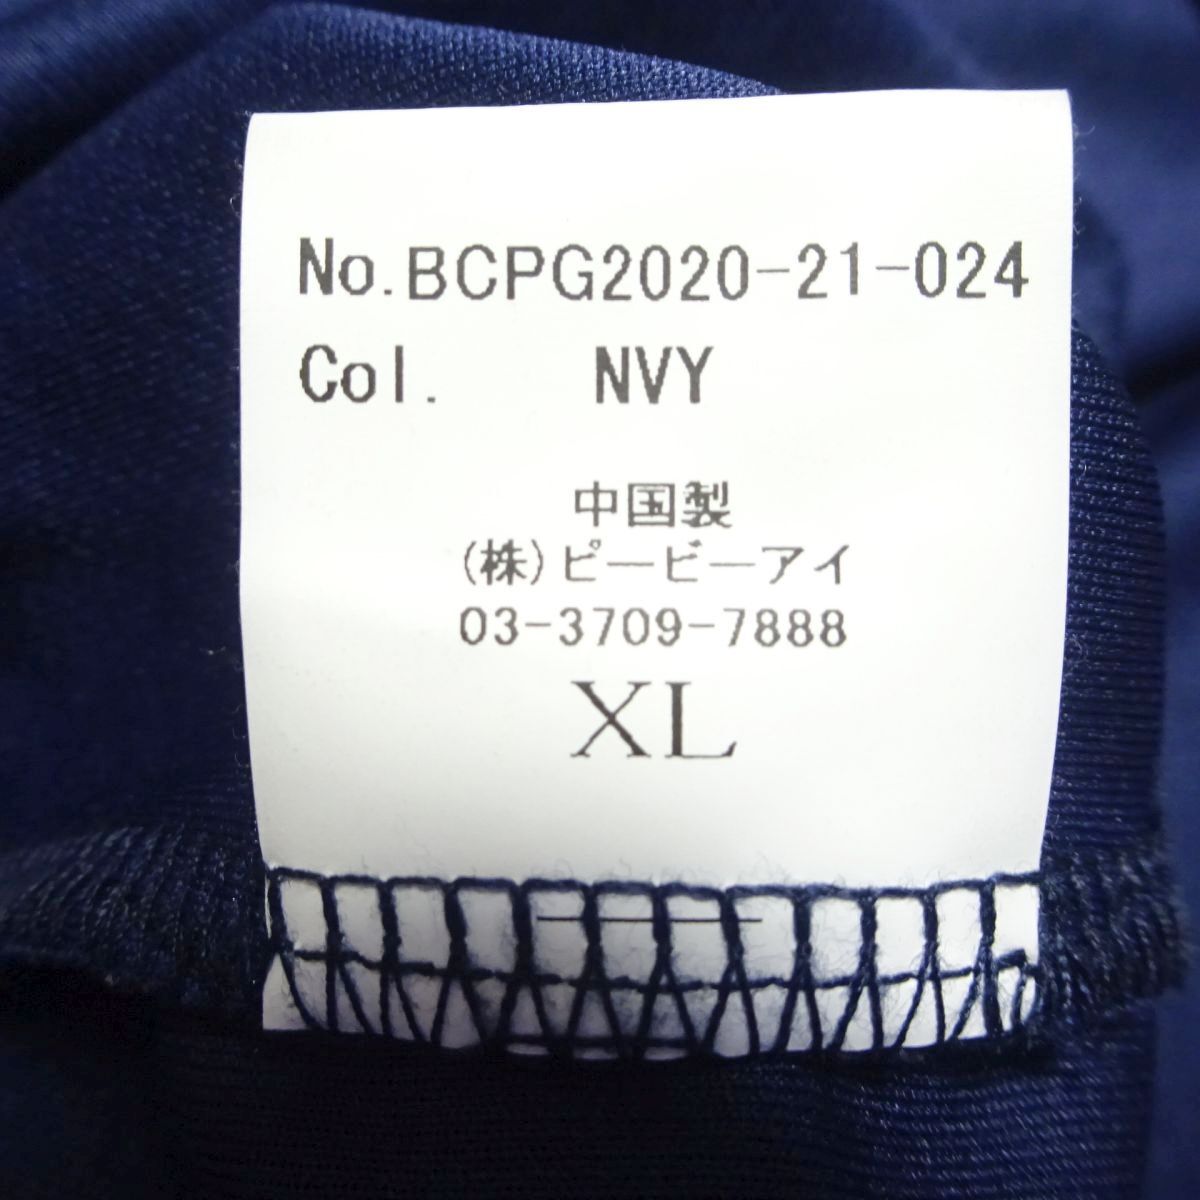 No.BCPG2020-21-024
Col. NVY
中国製
(株)ピービーアイ
03-3709-7888
XL